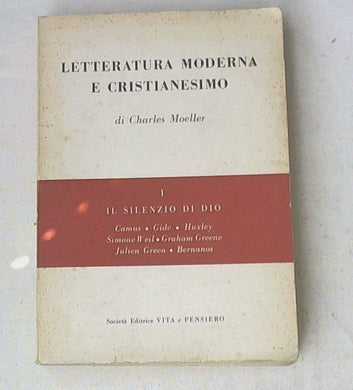 LETTERATURA MODERNA
E CRISTIANESIMO
di Charles Moeller
I
IL SILENZIO DI DIO
Camus • Gide • Huxley
Simone Weil • Graham Greene
Julien Green • Bernanos
Società Editrice VITA e PENSIERO